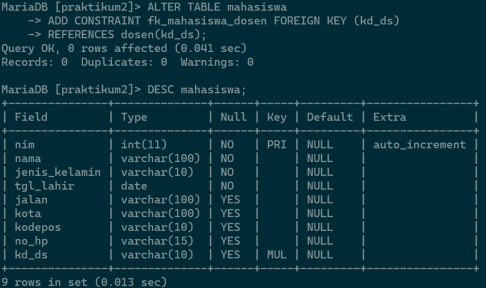 MariaDB [praktikum2]> ALTER TABLE mahasiswa
    -> ADD CONSTRAINT fk_mahasiswa_dosen FOREIGN KEY (kd_ds)
    -> REFERENCES dosen(kd_ds);
Query OK, 0 rows affected (0.041 sec)
Records: 0  Duplicates: 0  Warnings: 0

MariaDB [praktikum2]> DESC mahasiswa;
+---------------+--------------+------+-----+---------+----------------+
| Field         | Type         | Null | Key | Default | Extra          |
+---------------+--------------+------+-----+---------+----------------+
| nim           | int(11)      | NO   | PRI | NULL    | auto_increment |
| nama          | varchar(100) | NO   |     | NULL    |                |
| jenis_kelamin | varchar(10)  | NO   |     | NULL    |                |
| tgl_lahir     | date         | NO   |     | NULL    |                |
| jalan         | varchar(100) | YES  |     | NULL    |                |
| kota          | varchar(100) | YES  |     | NULL    |                |
| kodepos       | varchar(10)  | YES  |     | NULL    |                |
| no_hp         | varchar(15)  | YES  |     | NULL    |                |
| kd_ds         | varchar(10)  | YES  | MUL | NULL    |                |
+---------------+--------------+------+-----+---------+----------------+
9 rows in set (0.013 sec)